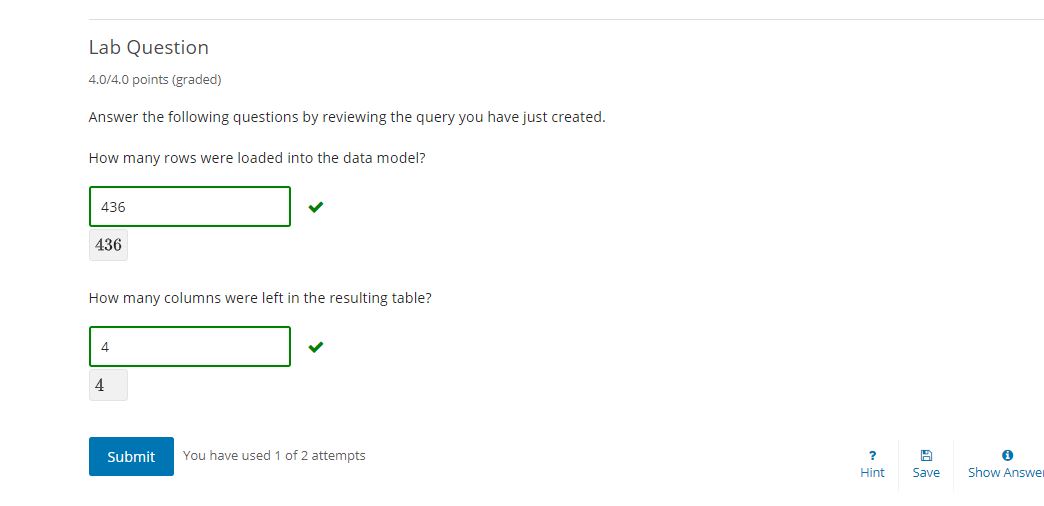 Lab Question
4.0/4.0 points (graded)
Answer the following questions by reviewing the query you have just created.
How many rows were loaded into the data model?
436
436
How many columns were left in the resulting table?
4
4
Submit
You have used 1 of 2 attempts
?
Hint
Save
Show Answer